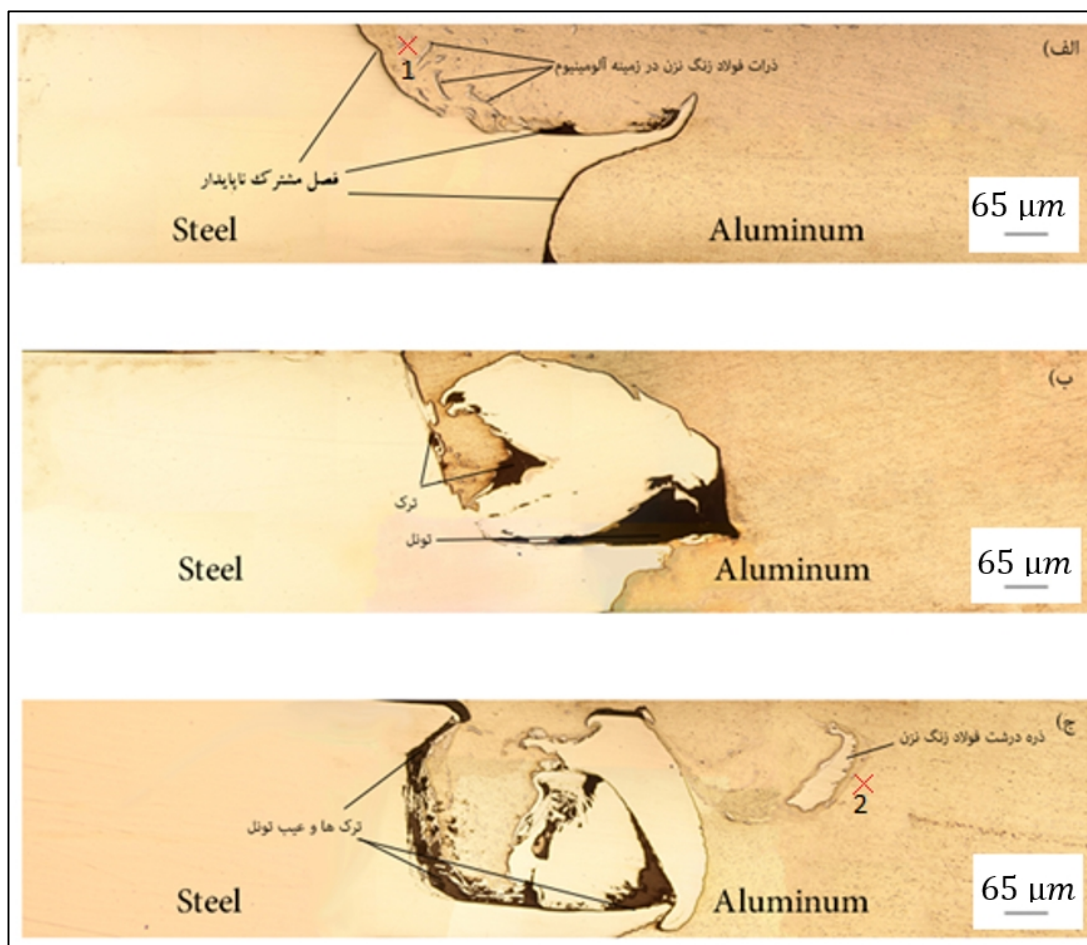 الف)
1
ذرات فولاد زنگ نزن در زمینه آلومینیوم
فصل مشترک ناپایدار
Steel
Aluminum
65 μm
ب)
ترک
تونل
Steel
Aluminum
65 μm
ج)
ذره درشت فولاد زنگ نزن
2
ترک ها و عیب تونل
Steel
Aluminum
65 μm